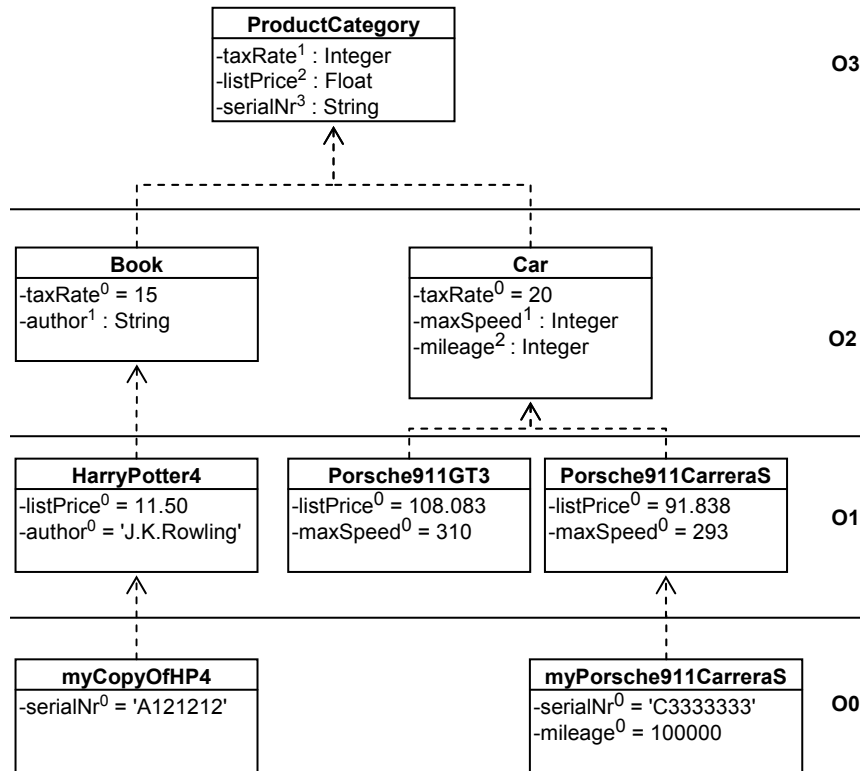 ProductCategory
-taxRate¹ : Integer
-listPrice² : Float
-serialNr³ : String
O3
Book
-taxRate⁰ = 15
-author¹ : String
Car
-taxRate⁰ = 20
-maxSpeed¹ : Integer
-mileage² : Integer
O2
HarryPotter4
-listPrice⁰ = 11.50
-author⁰ = 'J.K.Rowling'
Porsche911GT3
-listPrice⁰ = 108.083
-maxSpeed⁰ = 310
Porsche911CarreraS
-listPrice⁰ = 91.838
-maxSpeed⁰ = 293
O1
myCopyOfHP4
-serialNr⁰ = 'A121212'
myPorsche911CarreraS
-serialNr⁰ = 'C3333333'
-mileage⁰ = 100000
O0